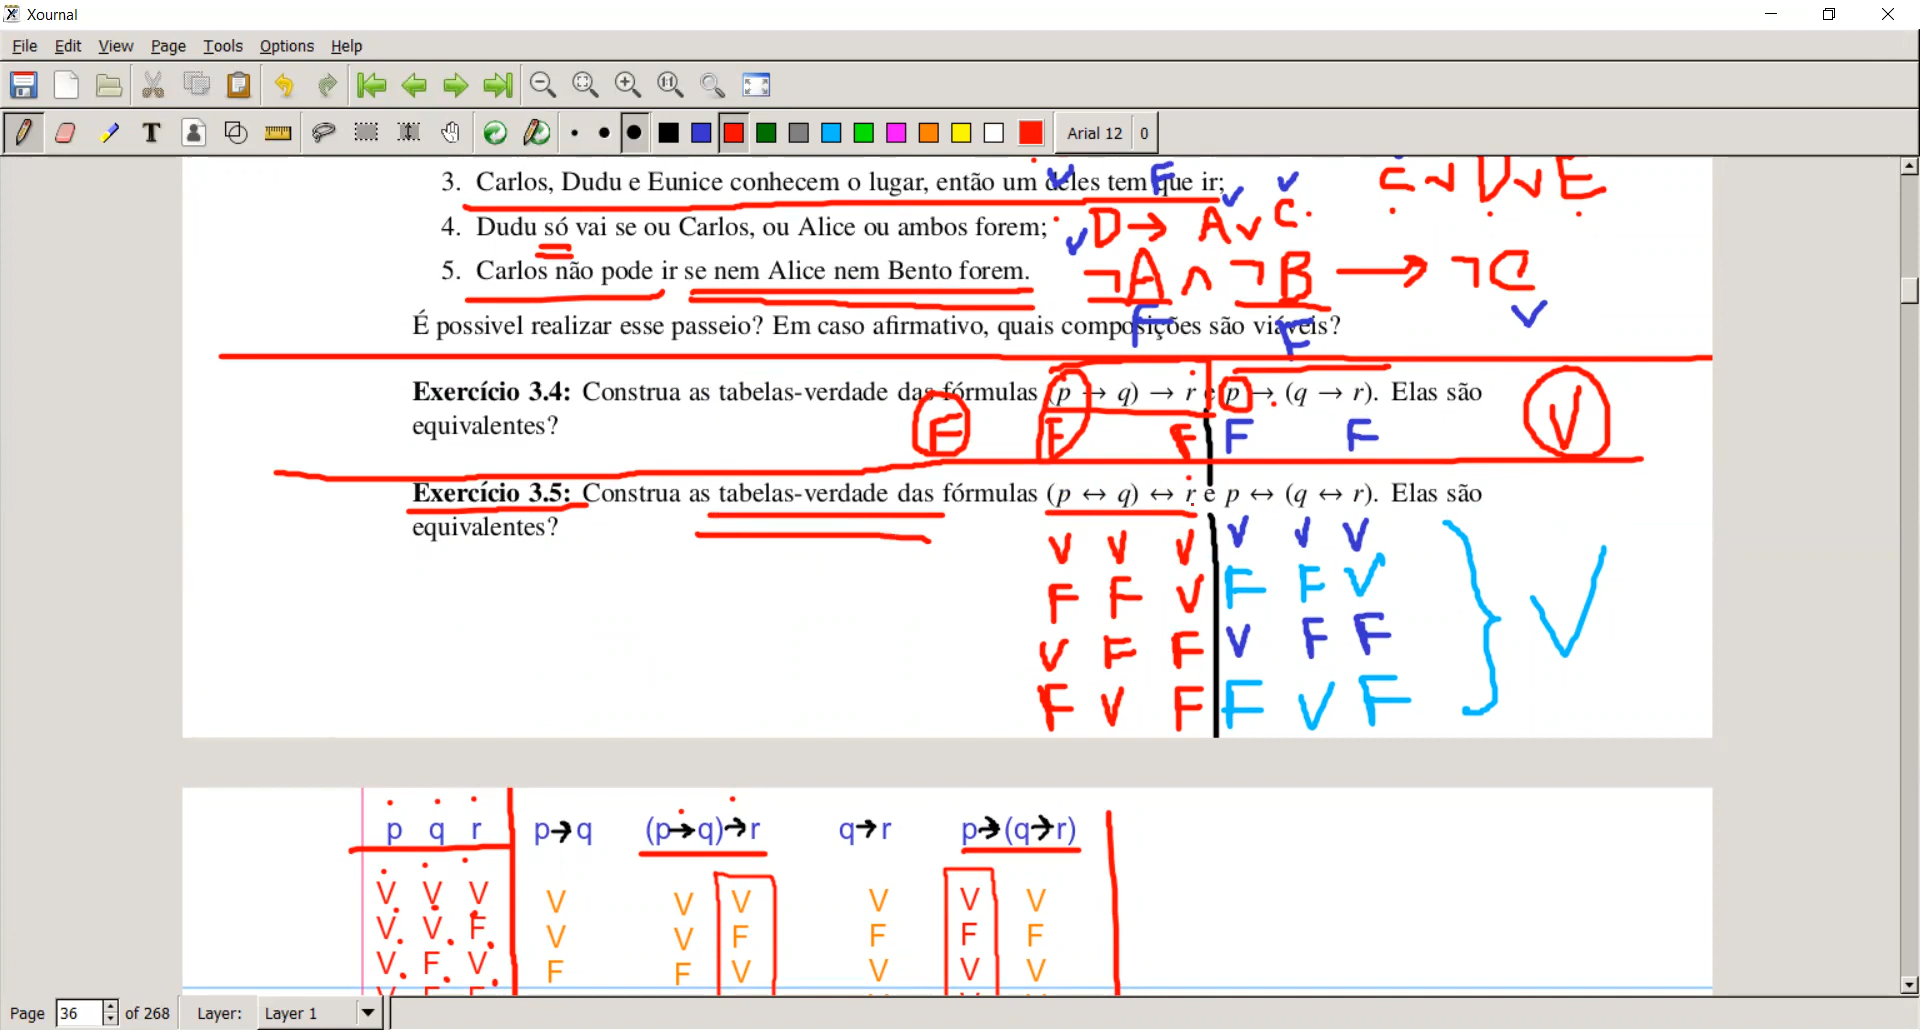 Xournal
File Edit View Page Tools Options Help
Arial 12 0
3. Carlos, Dudu e Eunice conhecem o lugar, então um deles tem que ir; V F C ∨ D ∨ E
4. Dudu só vai se ou Carlos, ou Alice ou ambos forem; V D → A V ∨ C V
5. Carlos não pode ir se nem Alice nem Bento forem. ¬A ∧ ¬B → ¬C
É possivel realizar esse passeio? Em caso afirmativo, quais composições são viáveis? F F V
Exercício 3.4: Construa as tabelas-verdade das fórmulas (p → q) → r e p → (q → r). Elas são V
equivalentes? F F F F F
Exercício 3.5: Construa as tabelas-verdade das fórmulas (p ↔ q) ↔ r e p ↔ (q ↔ r). Elas são
equivalentes?
V V V V V V
F F V F F V V
V F F V F F
F V F F V F
p q r p→q (p→q)→r q→r p→(q→r)
V V V V V V V V V
V V F V V F F F F
V F V F F V V V V
Page 36 of 268 Layer: Layer 1